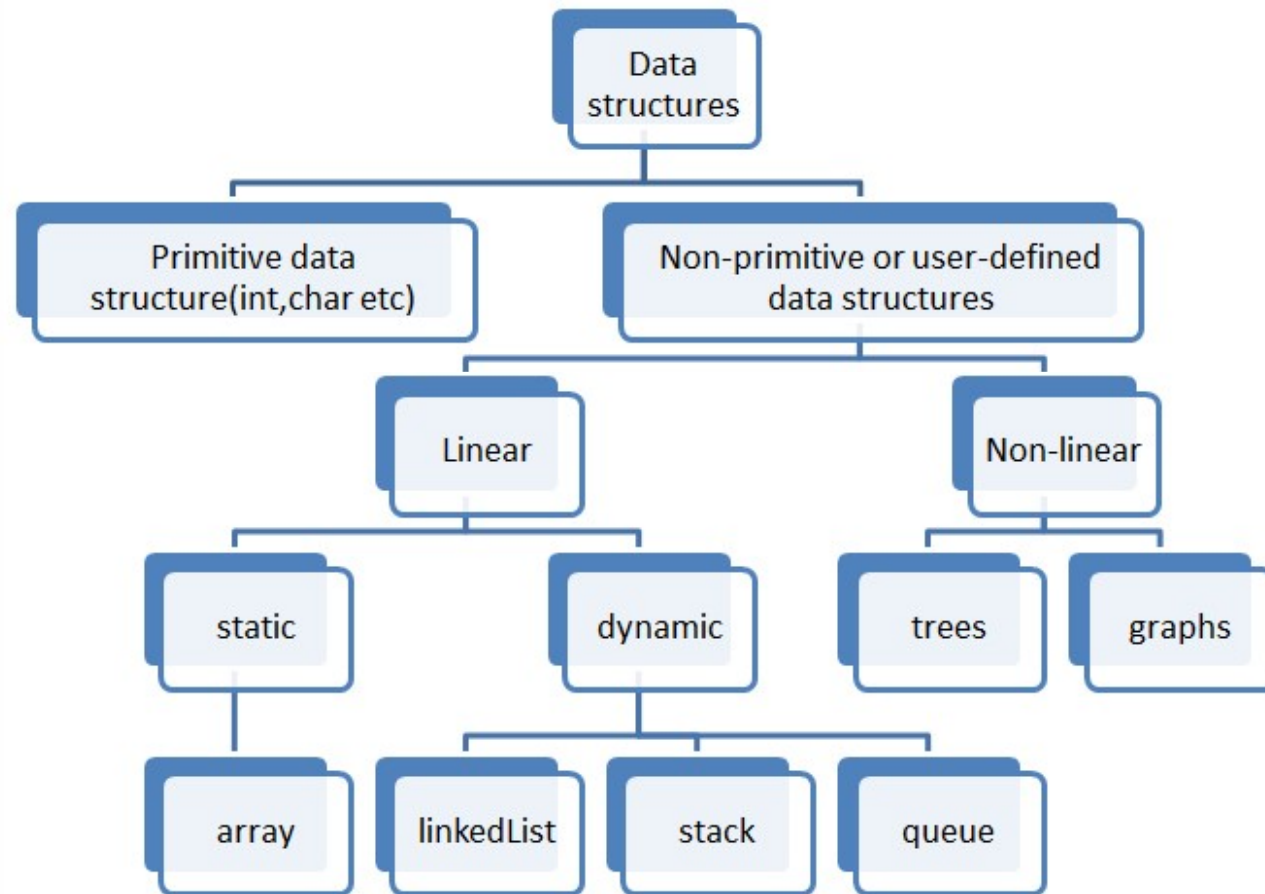 Data
structures
Primitive data
structure(int,char etc)
Non-primitive or user-defined
data structures
Linear
Non-linear
static
dynamic
trees
graphs
array
linkedList
stack
queue